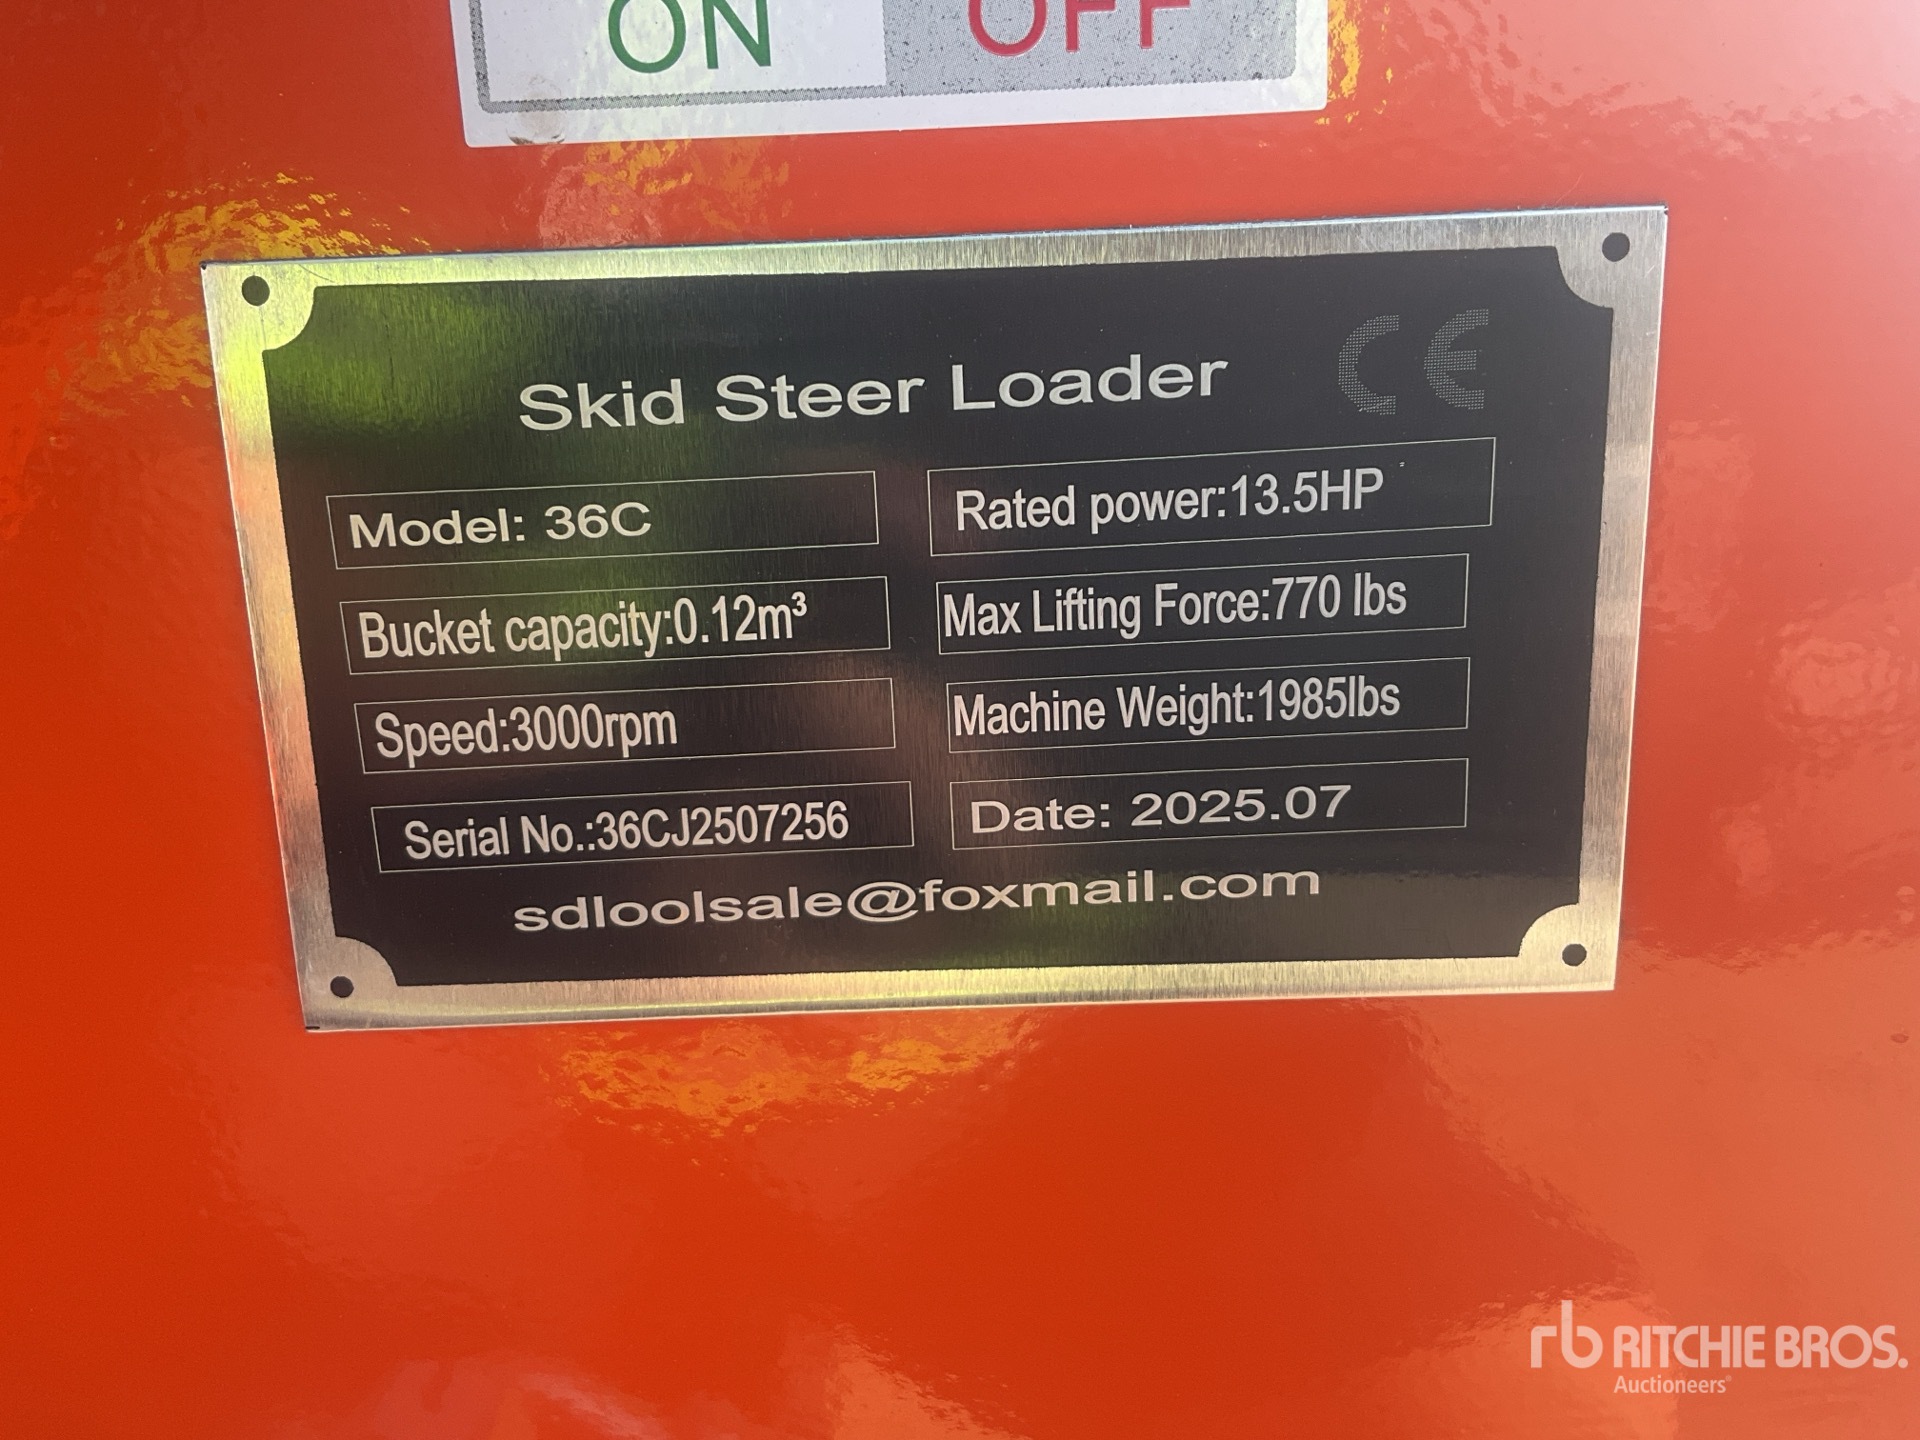 ON OFF
Skid Steer Loader CE
Model: 36C
Rated power:13.5HP
Bucket capacity:0.12m³
Max Lifting Force:770 lbs
Speed:3000rpm
Machine Weight:1985lbs
Serial No.:36CJ2507256
Date: 2025.07
sdloolsale@foxmail.com
rb RITCHIE BROS.
Auctioneers®